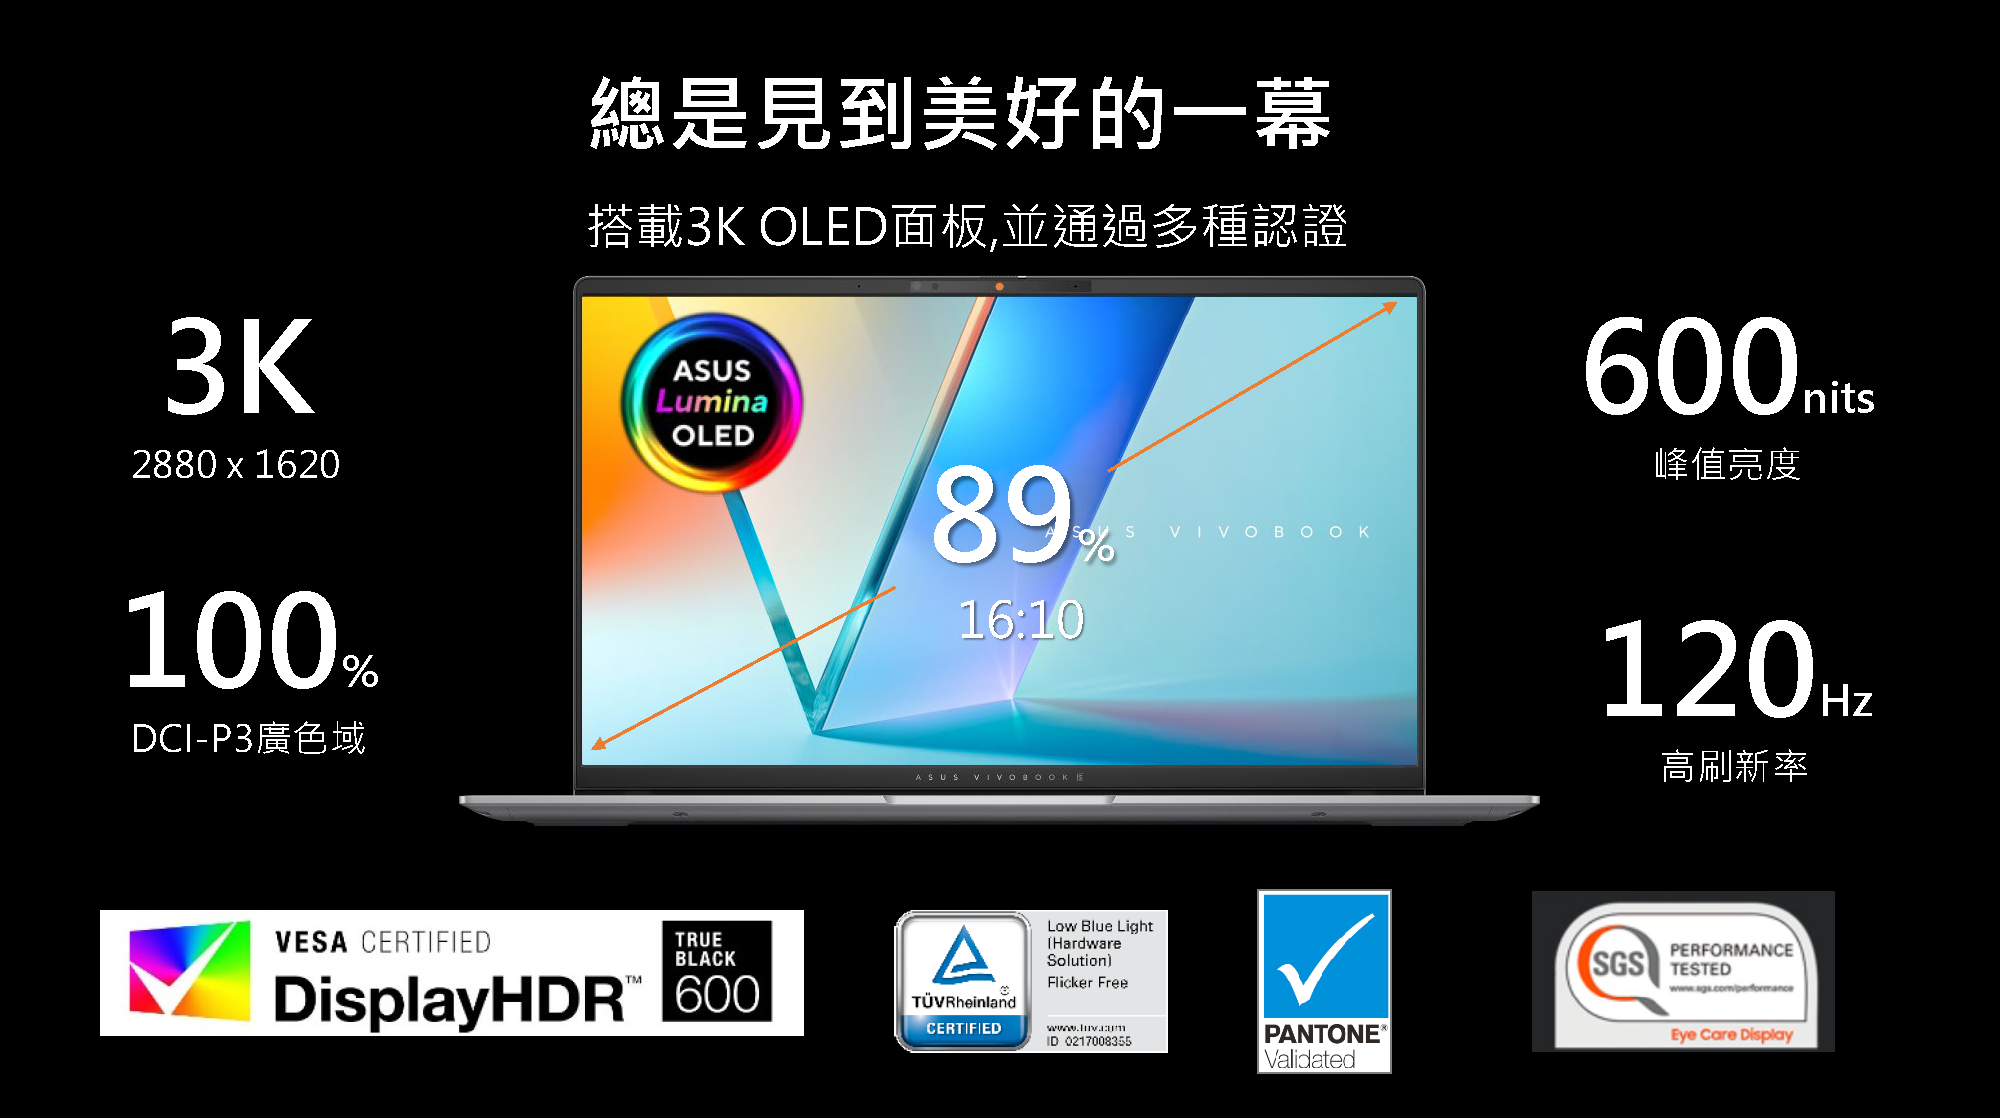 總是見到美好的一幕
搭載3K OLED面板,並通過多種認證
3K
2880 x 1620
100%
DCI-P3廣色域
ASUS
Lumina
OLED
89%
16:10
ASUS VIVOBOOK
ASUS VIVOBOOK S
600nits
峰值亮度
120Hz
高刷新率
VESA CERTIFIED
DisplayHDR™
TRUE
BLACK
600
TÜVRheinland
CERTIFIED
Low Blue Light
(Hardware
Solution)
Flicker Free
www.tuv.com
ID 0217008355
PANTONE®
Validated
SGS
PERFORMANCE
TESTED
www.sgs.com/performance
Eye Care Display